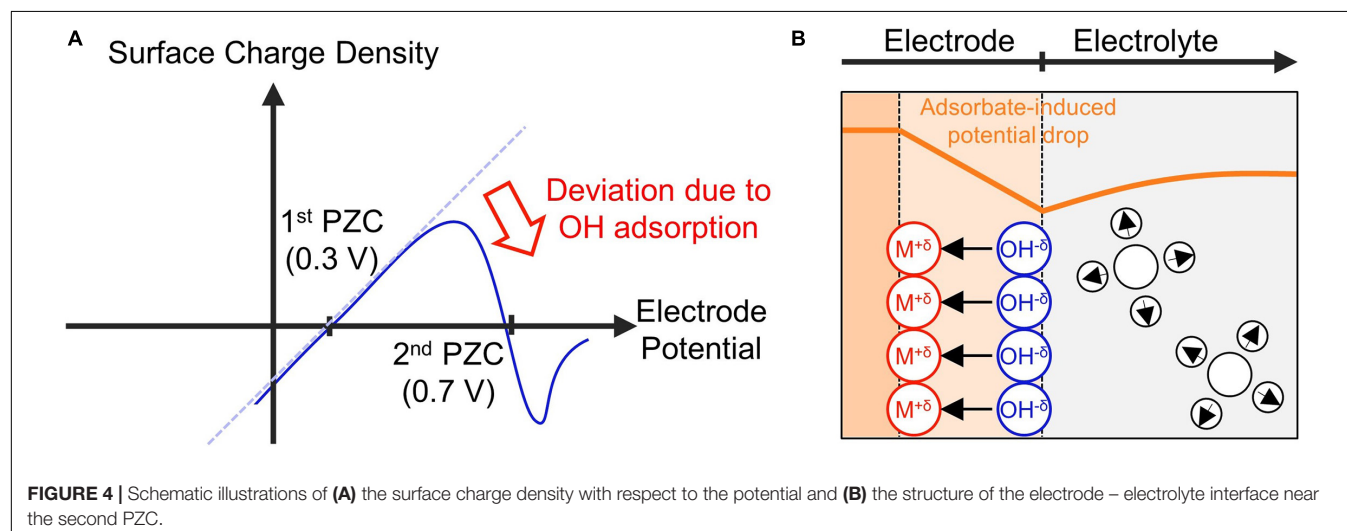 A
Surface Charge Density
1st PZC
(0.3 V)
Deviation due to
OH adsorption
Electrode
Potential
2nd PZC
(0.7 V)
B
Electrode
Electrolyte
Adsorbate-induced
potential drop
M+δ
OH-δ
M+δ
OH-δ
M+δ
OH-δ
M+δ
OH-δ
FIGURE 4 | Schematic illustrations of (A) the surface charge density with respect to the potential and (B) the structure of the electrode – electrolyte interface near
the second PZC.